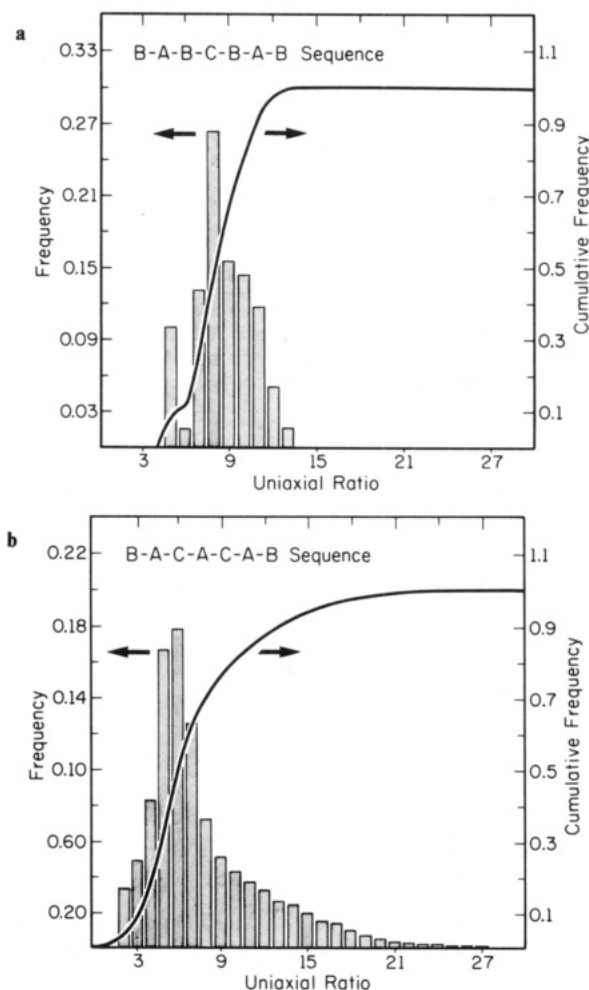 a
B-A-B-C-B-A-B Sequence
0.33
0.27
0.21
0.15
0.09
0.03
Frequency
1.1
0.9
0.7
0.5
0.3
0.1
Cumulative Frequency
3 9 15 21 27
Uniaxial Ratio
b
B-A-C-A-C-A-B Sequence
0.22
0.18
0.14
0.10
0.60
0.20
Frequency
1.1
0.9
0.7
0.5
0.3
0.1
Cumulative Frequency
3 9 15 21 27
Uniaxial Ratio